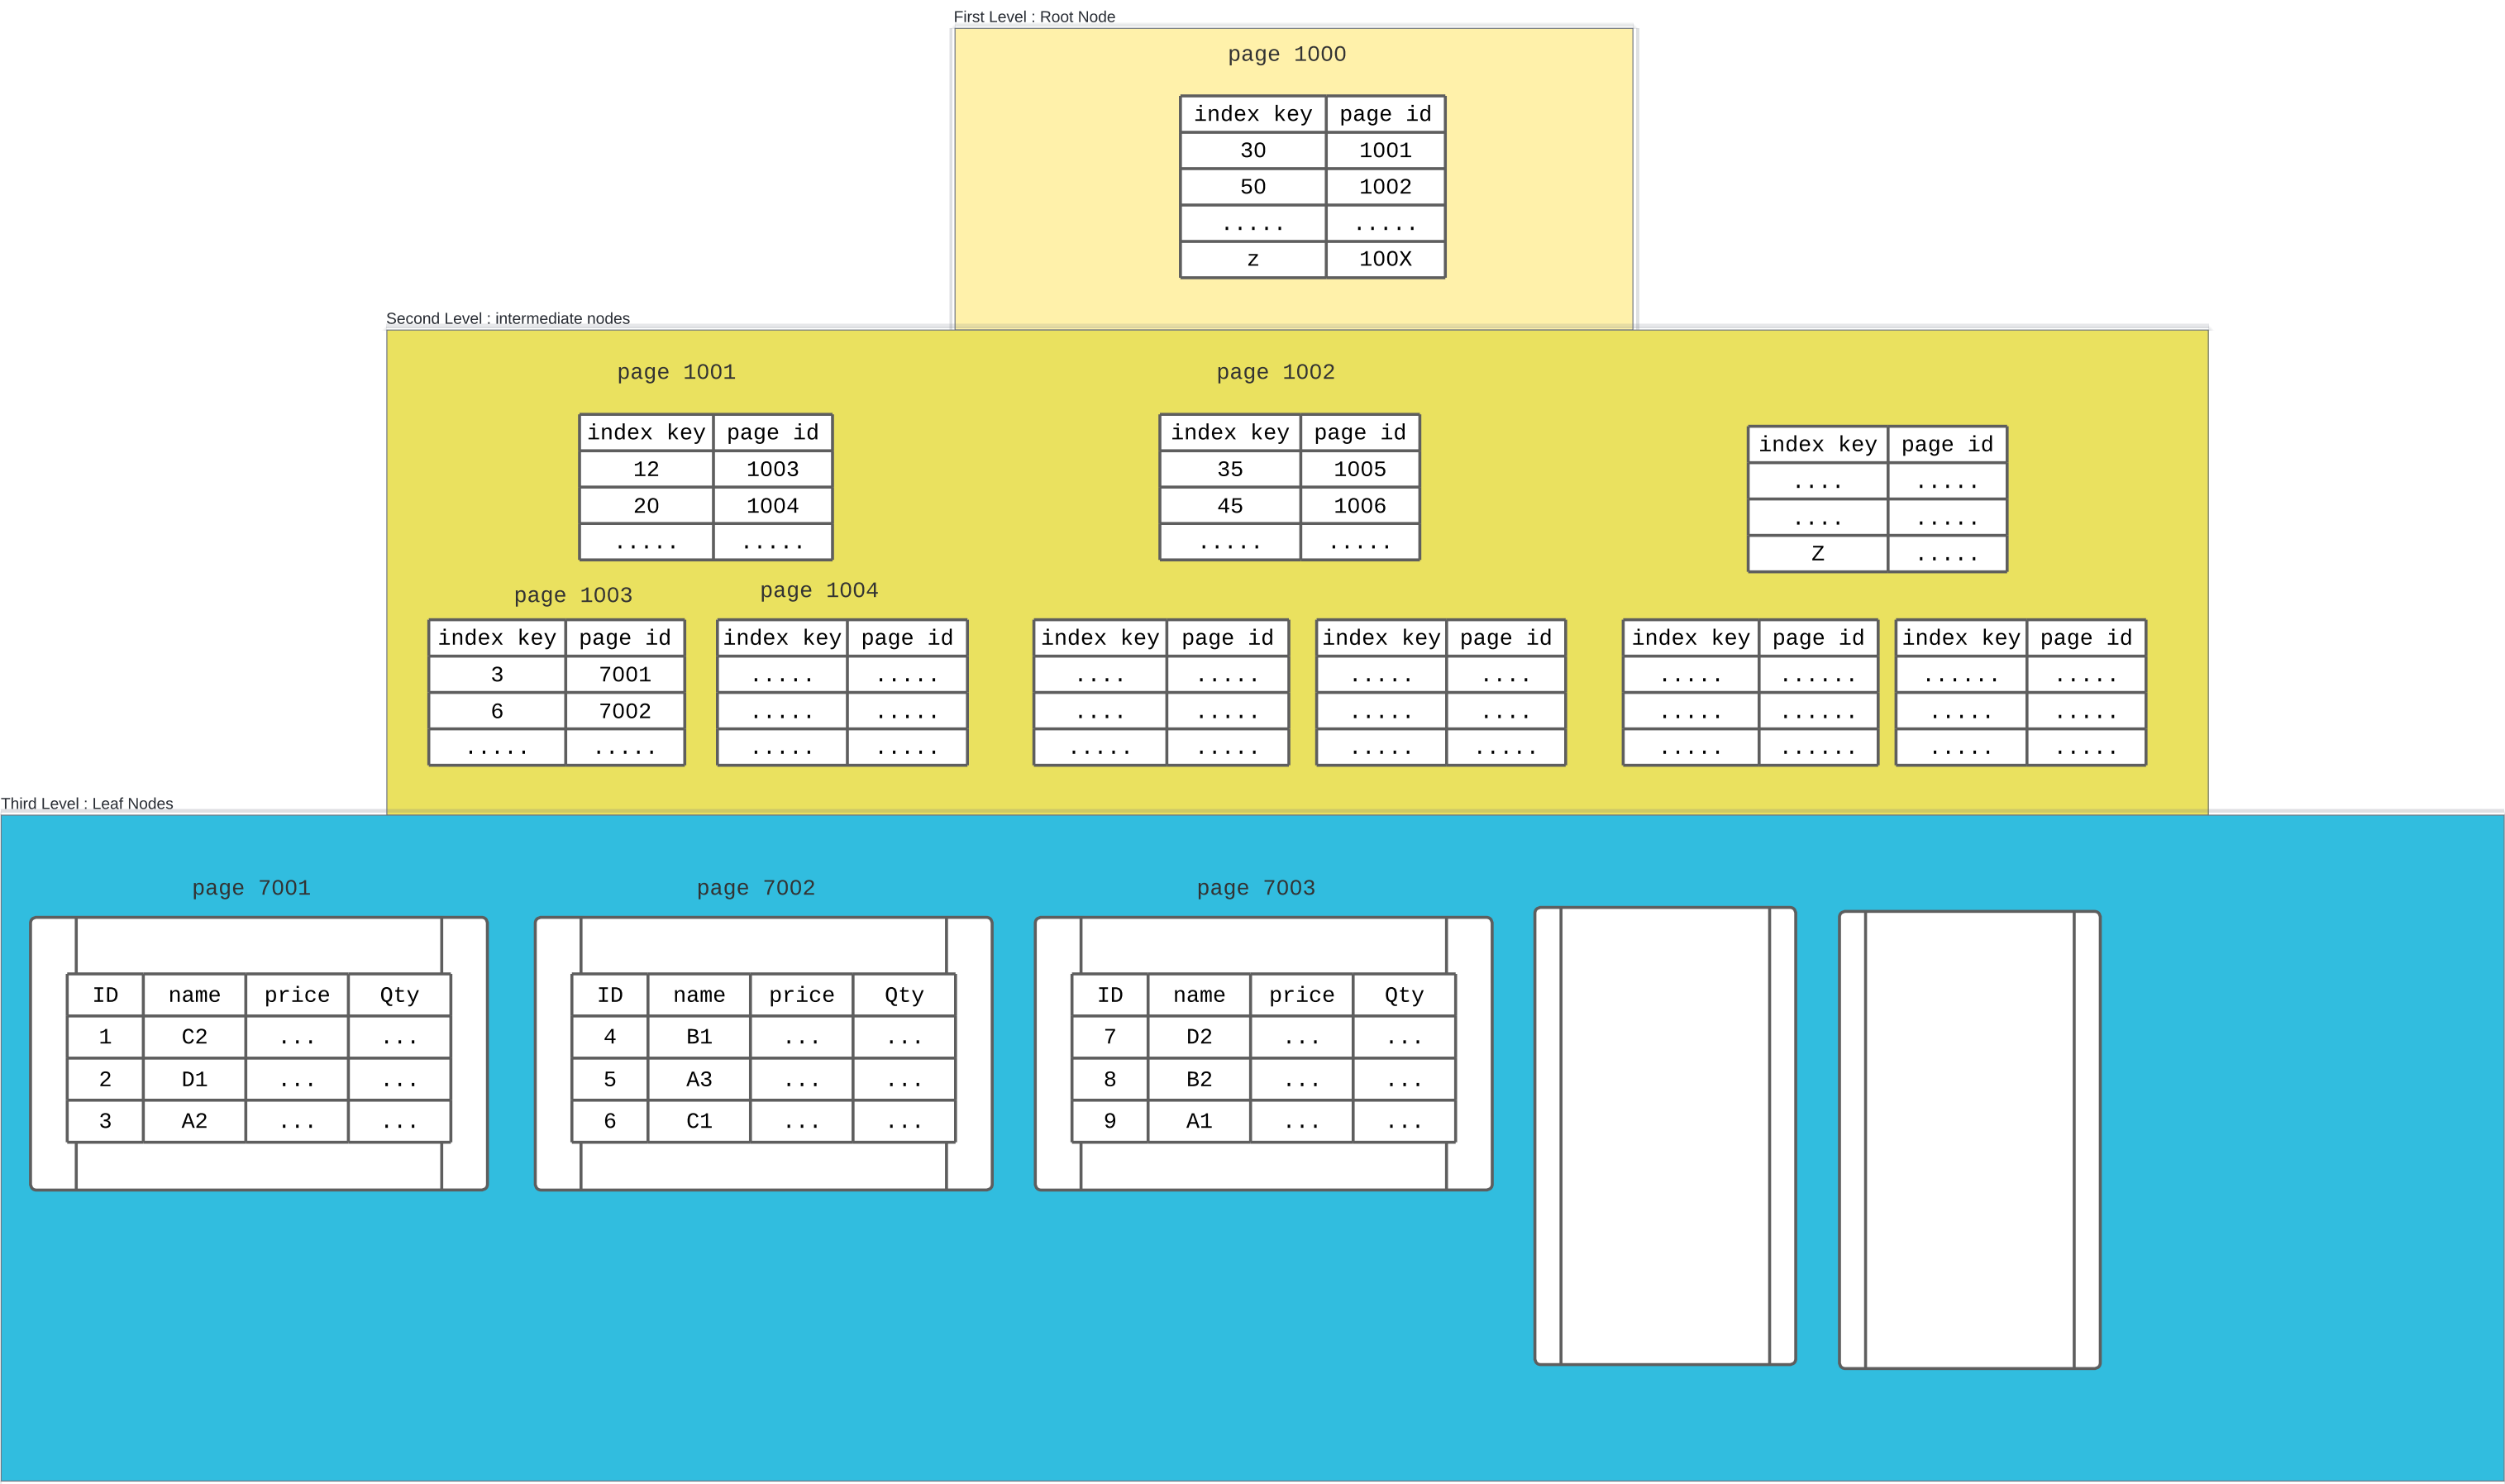 First Level : Root Node
page 1000
index key page id
30 1001
50 1002
..... .....
z 100X
Second Level : intermediate nodes
page 1001
index key page id
12 1003
20 1004
..... .....
page 1002
index key page id
35 1005
45 1006
..... .....
index key page id
.... .....
.... .....
Z .....
page 1003
index key page id
3 7001
6 7002
..... .....
page 1004
index key page id
..... .....
..... .....
..... .....
index key page id
.... .....
.... .....
..... .....
index key page id
..... ....
..... ....
..... .....
index key page id
..... ......
..... ......
..... ......
index key page id
...... .....
..... .....
..... .....
Third Level : Leaf Nodes
page 7001
ID name price Qty
1 C2 ... ...
2 D1 ... ...
3 A2 ... ...
page 7002
ID name price Qty
4 B1 ... ...
5 A3 ... ...
6 C1 ... ...
page 7003
ID name price Qty
7 D2 ... ...
8 B2 ... ...
9 A1 ... ...